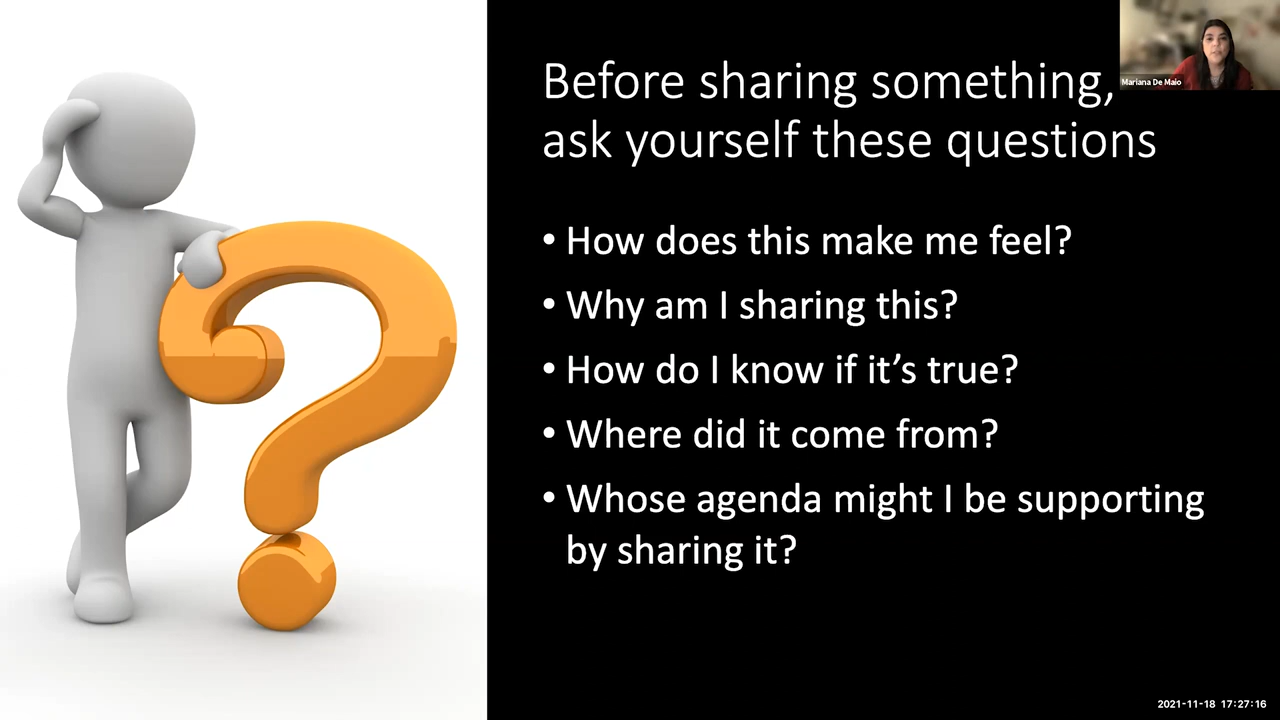 Before sharing something,
ask yourself these questions
Mariana De Maio
• How does this make me feel?
• Why am I sharing this?
• How do I know if it’s true?
• Where did it come from?
• Whose agenda might I be supporting
by sharing it?
2021-11-18 17:27:16